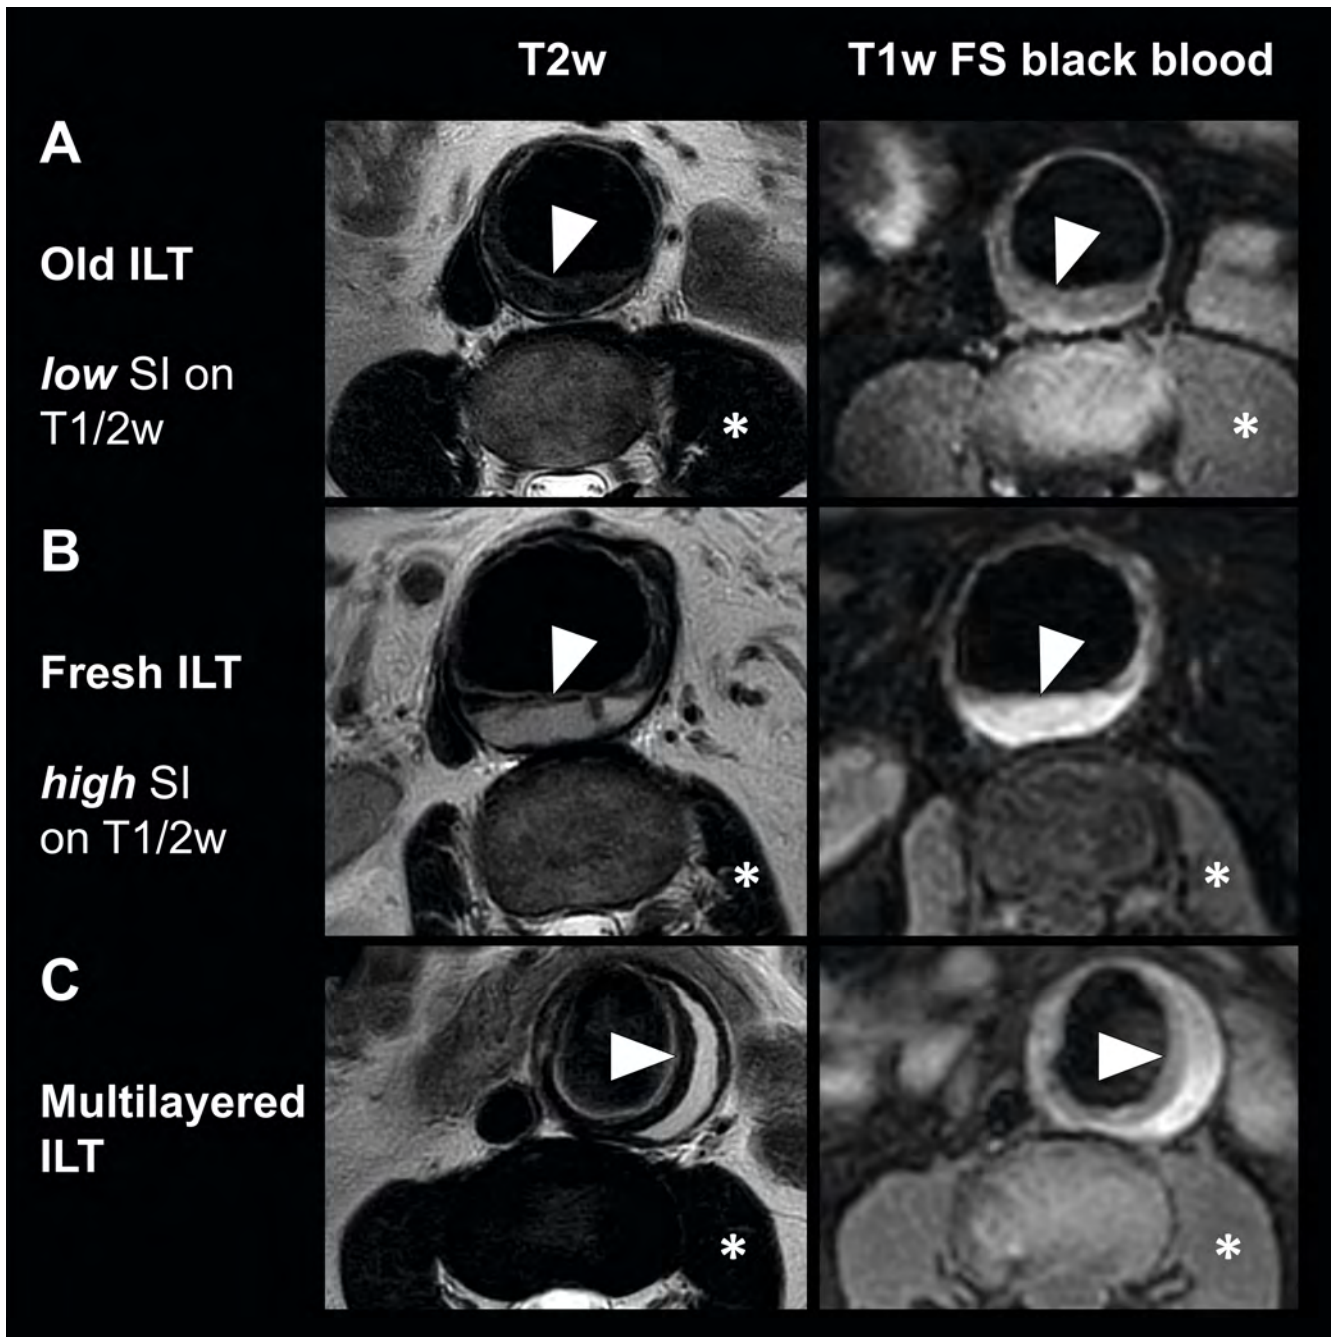 T2w
T1w FS black blood
A
Old ILT
low SI on
T1/2w
*
*
B
Fresh ILT
high SI
on T1/2w
*
*
C
Multilayered
ILT
*
*